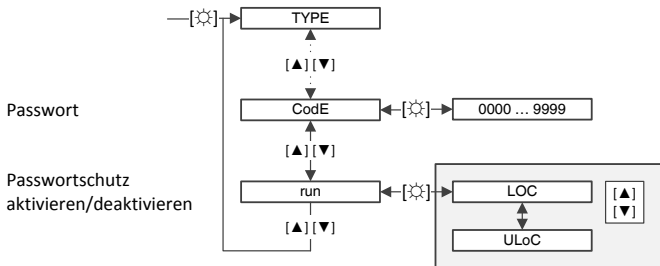 [☼] TYPE
[▲][▼]
Passwort CodE [☼] 0000 ... 9999
[▲][▼]
Passwortschutz
aktivieren/deaktivieren run [☼] LOC [▲]
[▼]
[▲][▼]
ULoC